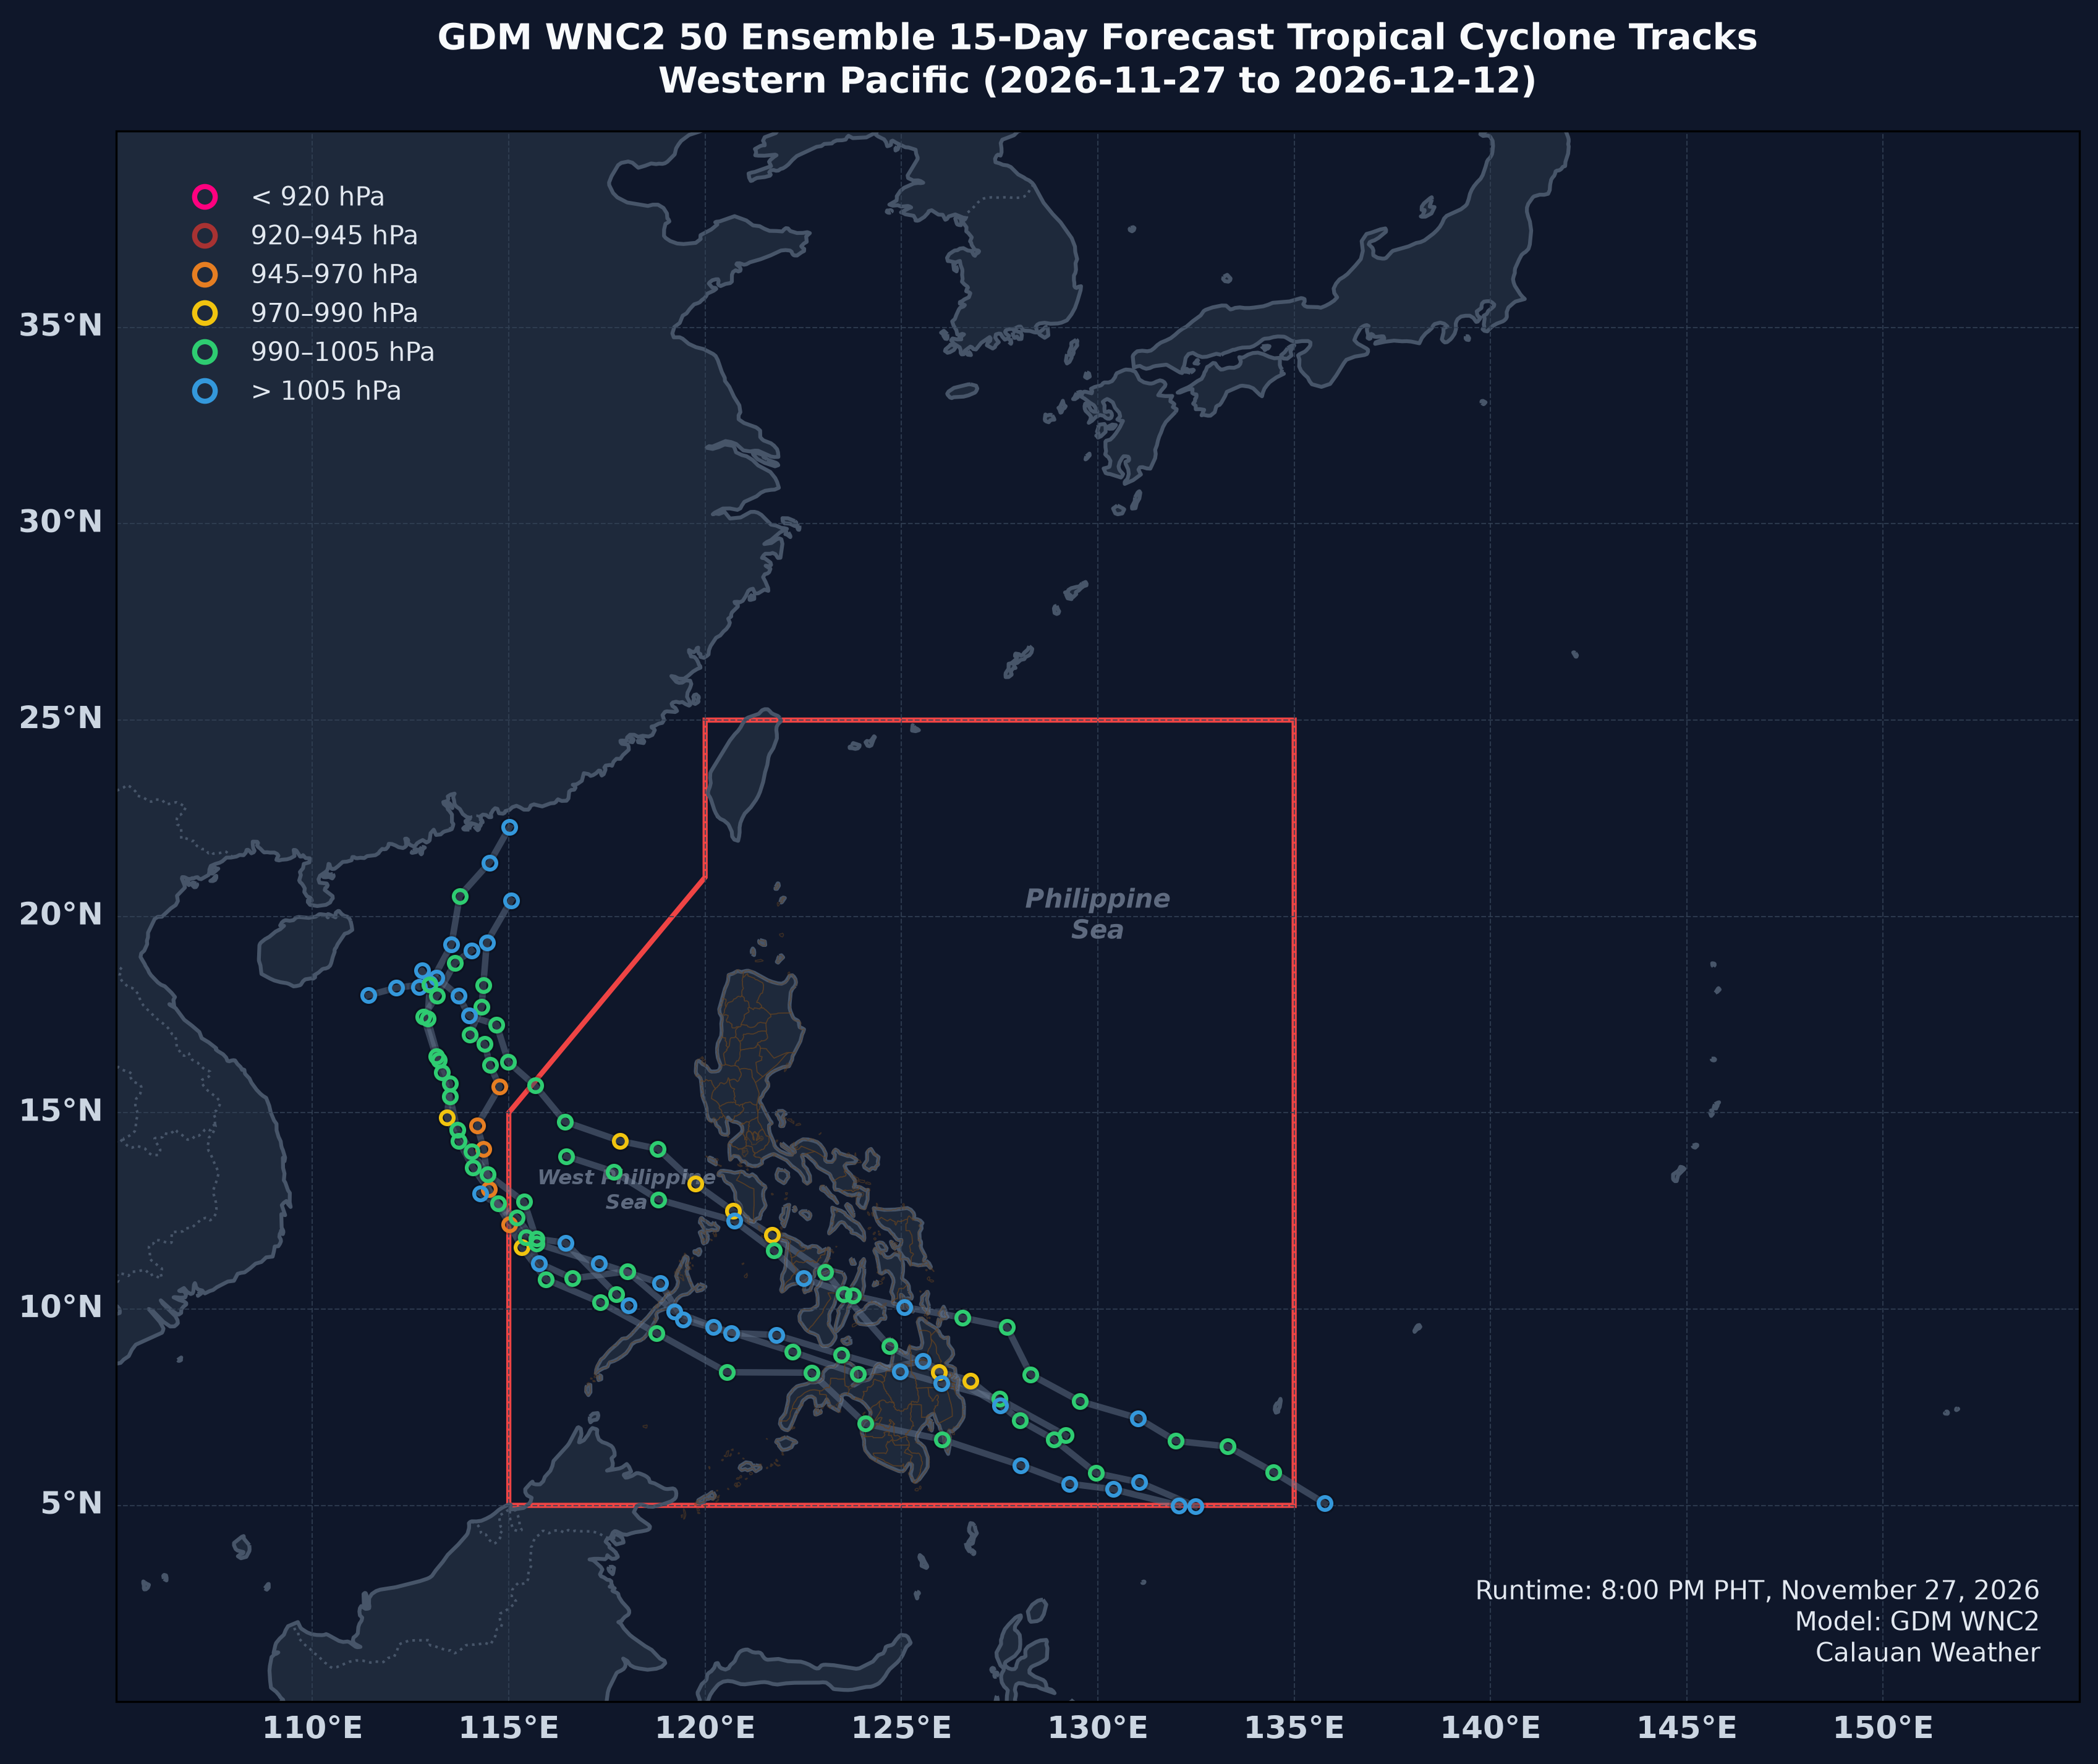 GDM WNC2 50 Ensemble 15-Day Forecast Tropical Cyclone Tracks
Western Pacific (2026-11-27 to 2026-12-12)
< 920 hPa
920–945 hPa
945–970 hPa
970–990 hPa
990–1005 hPa
> 1005 hPa
35°N
30°N
25°N
20°N
15°N
10°N
5°N
Philippine
Sea
West Philippine
Sea
Runtime: 8:00 PM PHT, November 27, 2026
Model: GDM WNC2
Calauan Weather
110°E
115°E
120°E
125°E
130°E
135°E
140°E
145°E
150°E